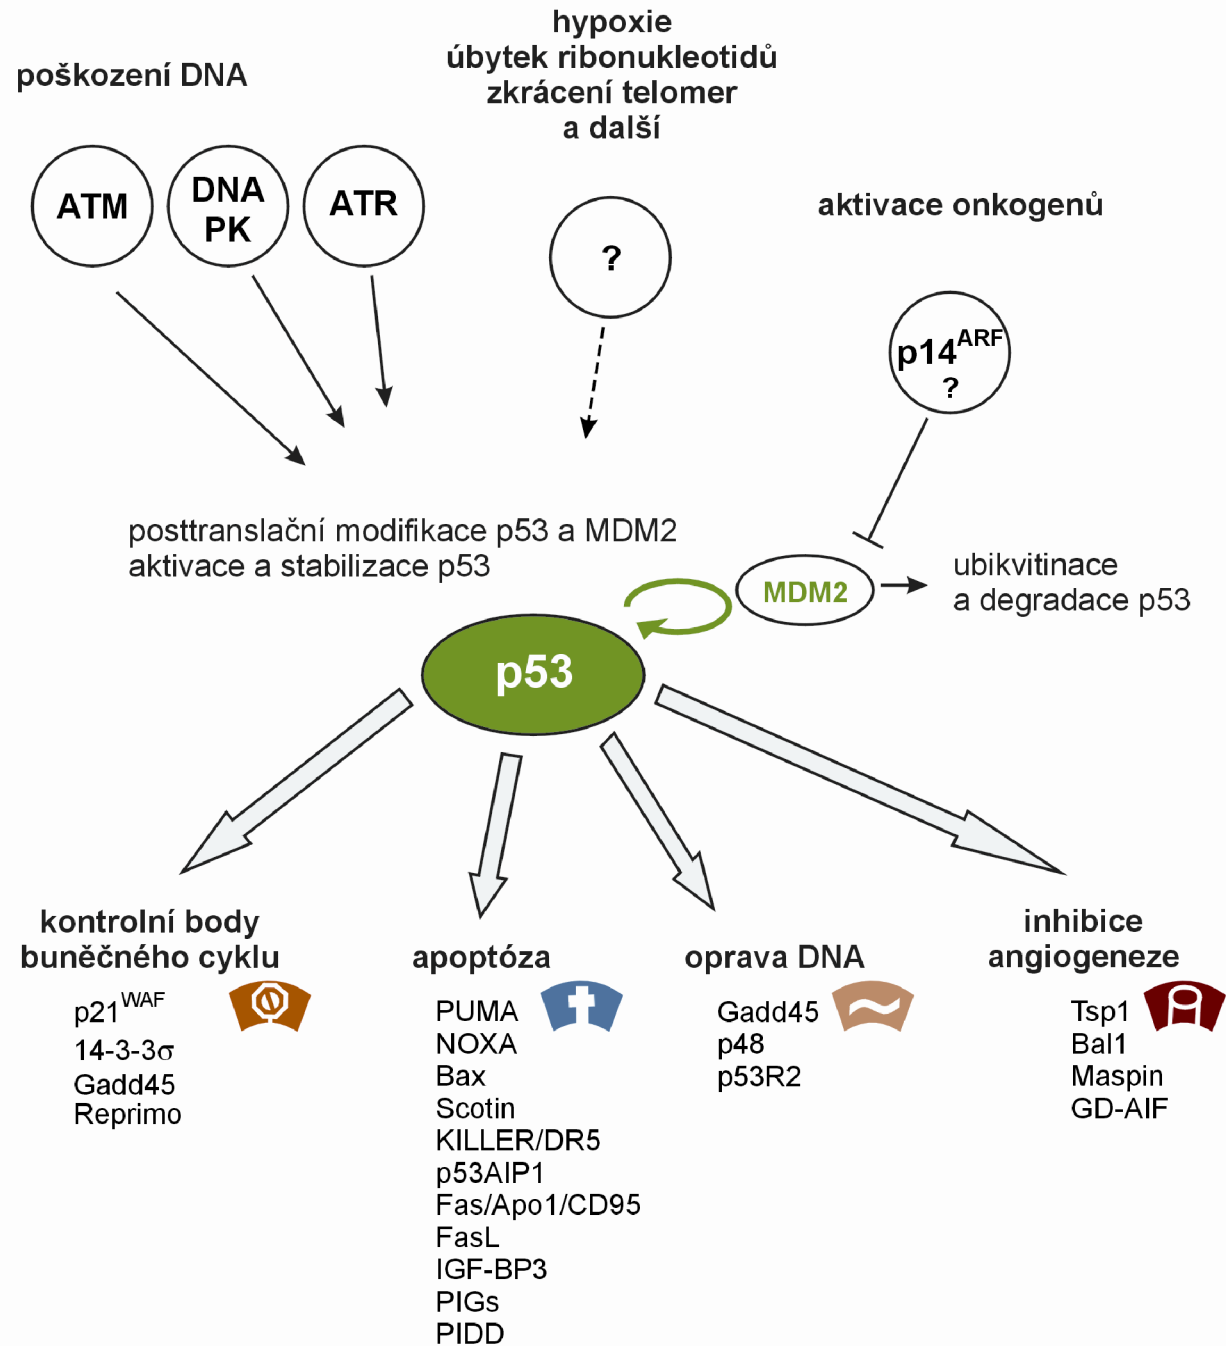 hypoxie
úbytek ribonukleotidů
zkrácení telomer
a další
poškození DNA
ATM
DNA
PK
ATR
?
aktivace onkogenů
p14ARF
?
posttranslační modifikace p53 a MDM2
aktivace a stabilizace p53
MDM2
ubikvitinace
a degradace p53
p53
kontrolní body
buněčného cyklu
p21WAF
14-3-3σ
Gadd45
Reprimo
apoptóza
PUMA
NOXA
Bax
Scotin
KILLER/DR5
p53AIP1
Fas/Apo1/CD95
FasL
IGF-BP3
PIGs
PIDD
oprava DNA
Gadd45
p48
p53R2
inhibice
angiogeneze
Tsp1
Bal1
Maspin
GD-AIF